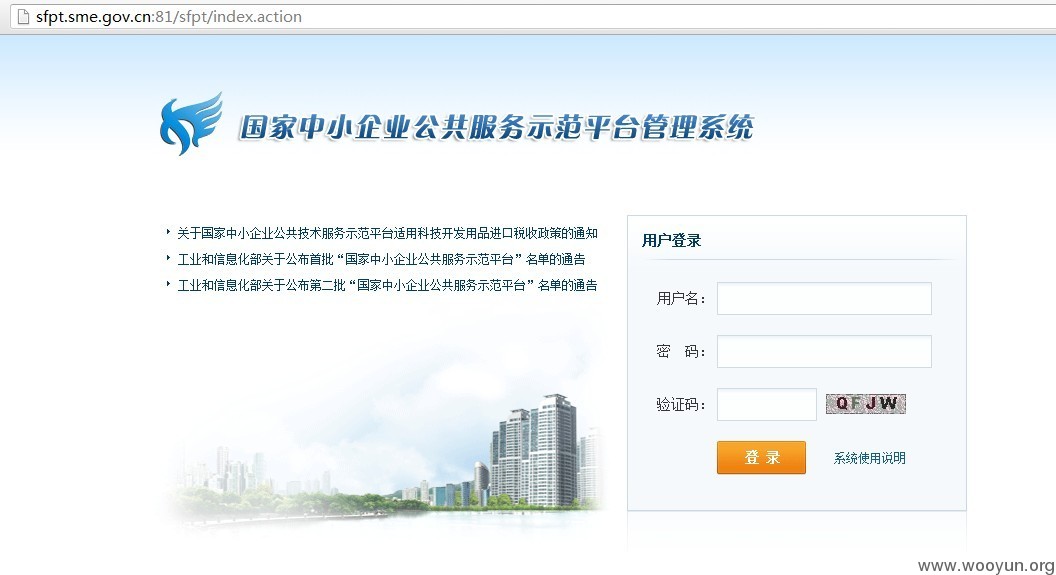 sfpt.sme.gov.cn:81/sfpt/index.action
国家中小企业公共服务示范平台管理系统
关于国家中小企业公共技术服务示范平台适用科技开发用品进口税收政策的通知
工业和信息化部关于公布首批“国家中小企业公共服务示范平台”名单的通告
工业和信息化部关于公布第二批“国家中小企业公共服务示范平台”名单的通告
用户登录
用户名：
密 码：
验证码：
QFJW
登 录
系统使用说明
www.wooyun.org